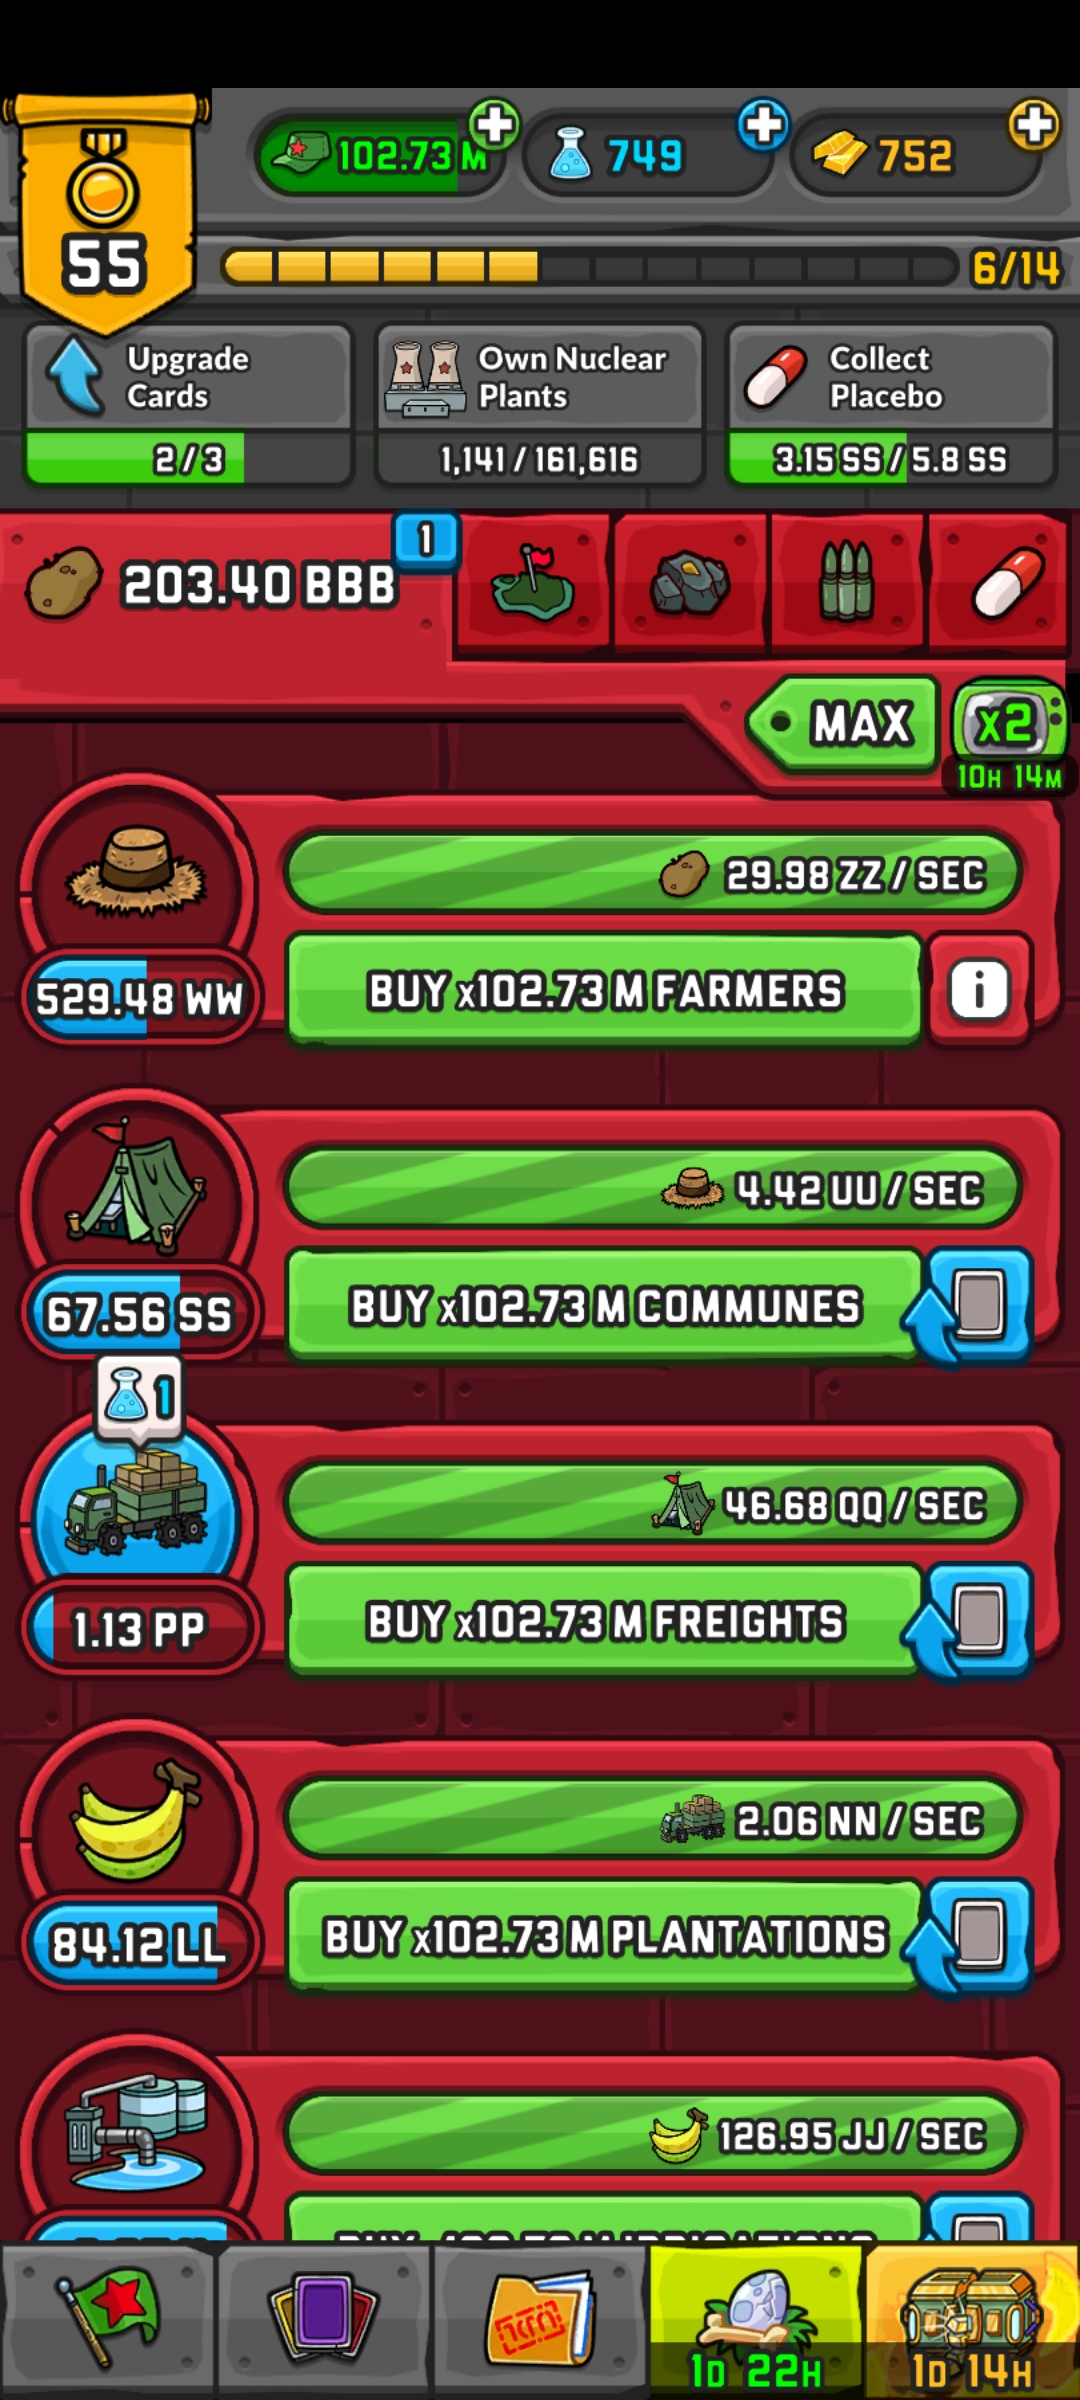 55
102.73 M
749
752
6/14
Upgrade
Cards
2/3
Own Nuclear
Plants
1,141/161,616
Collect
Placebo
3.15 SS/5.8 SS
203.40 BBB
1
MAX
x2
10H 14M
29.98 ZZ/SEC
529.48 WW
BUY x102.73 M FARMERS
i
4.42 UU/SEC
67.56 SS
BUY x102.73 M COMMUNES
1
46.68 QQ/SEC
1.13 PP
BUY x102.73 M FREIGHTS
2.06 NN/SEC
84.12 LL
BUY x102.73 M PLANTATIONS
126.95 JJ/SEC
1D 22H
1D 14H